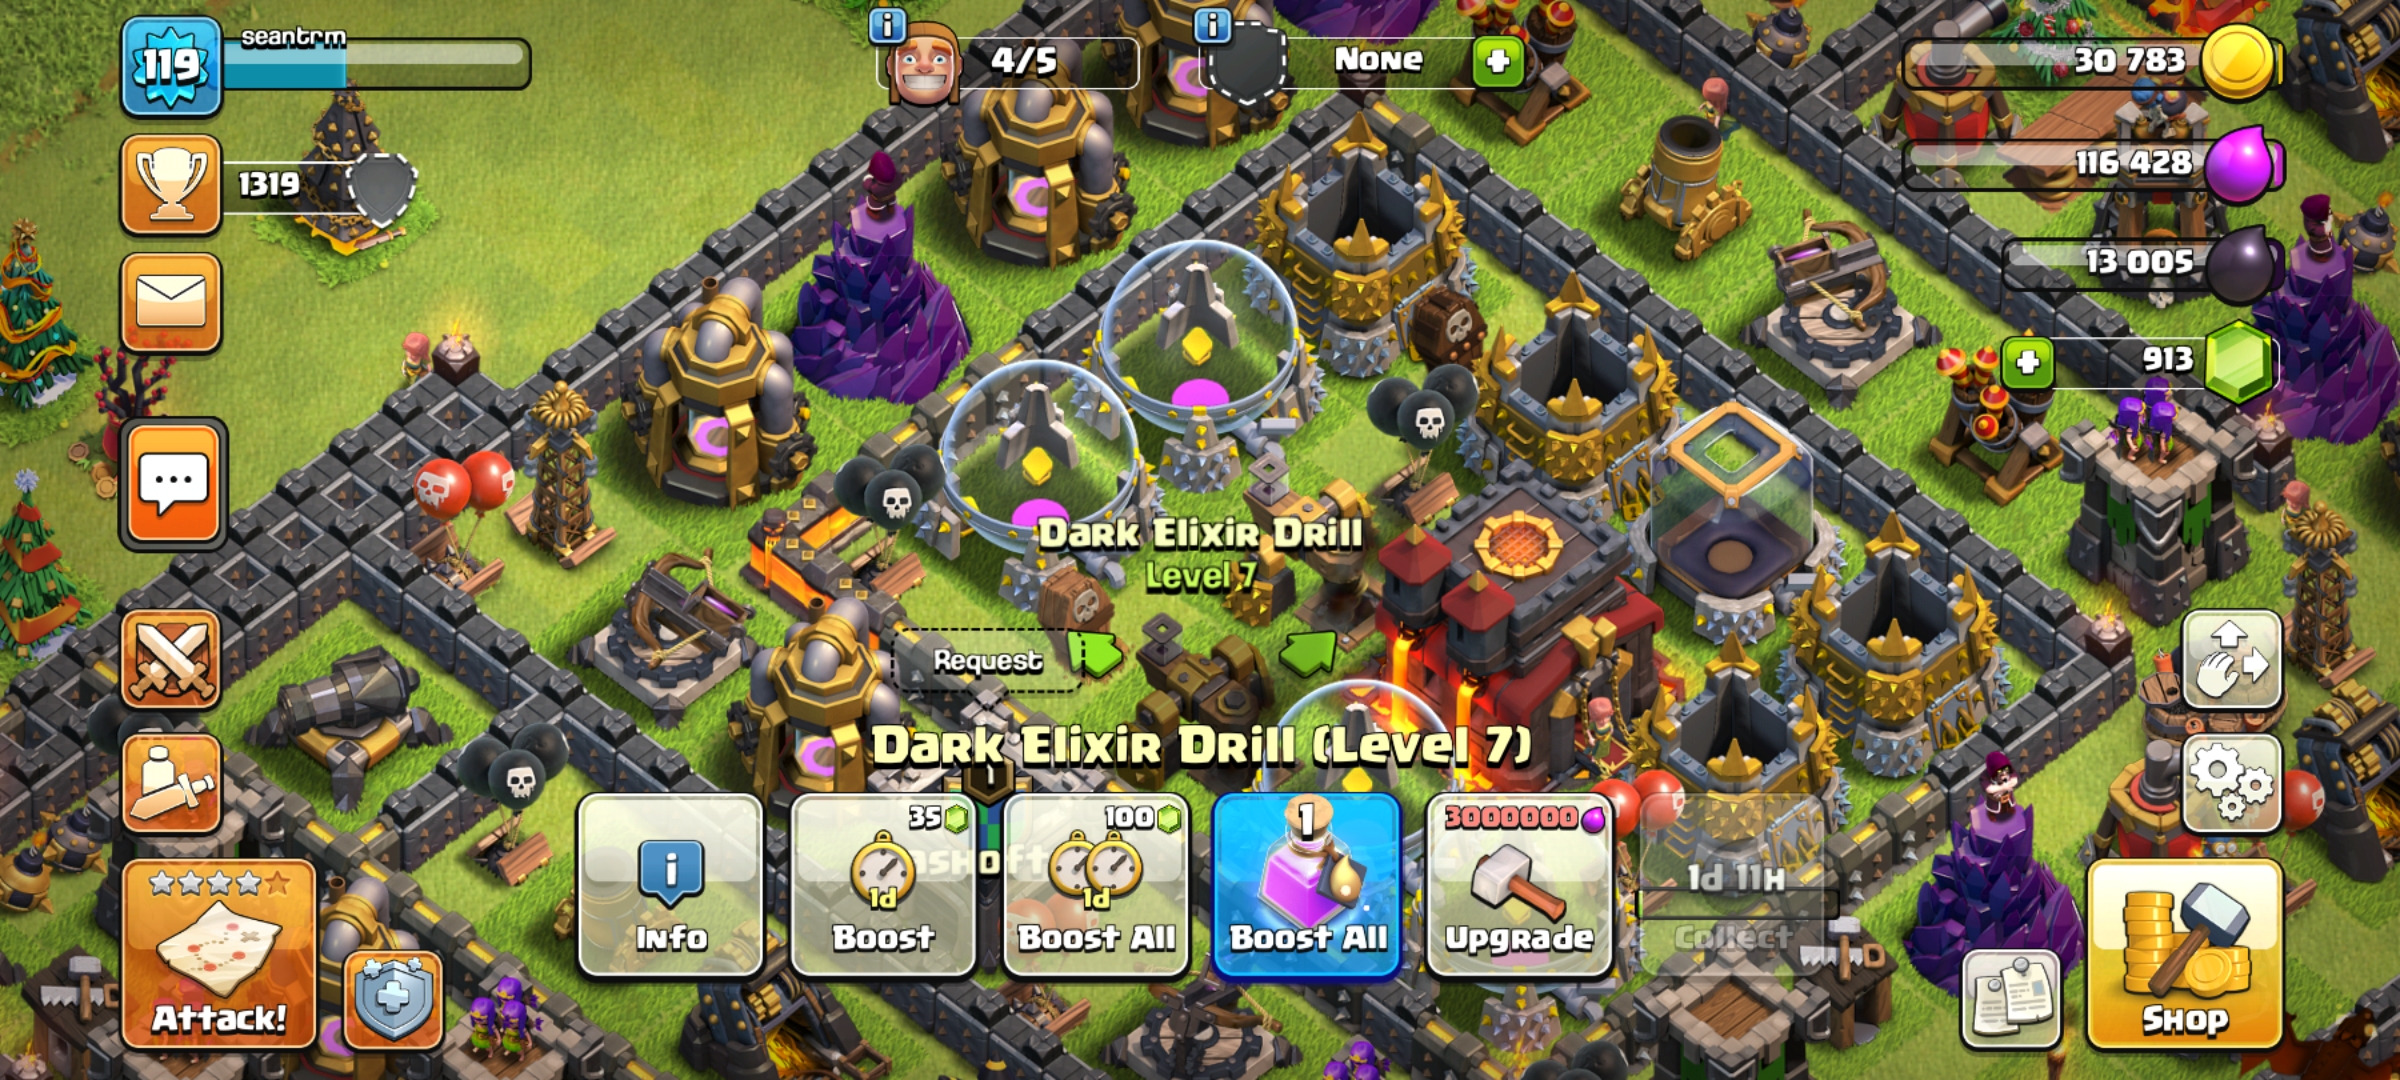 119
seantrm
4/5
None
30 783
1319
116 428
13 005
913
Dark Elixir Drill
Level 7
Request
Dark Elixir Drill (Level 7)
1
Info
35
1d
Boost
100
1d
Boost All
1
Boost All
3000000
Upgrade
1d 11H
Collect
Attack!
Shop